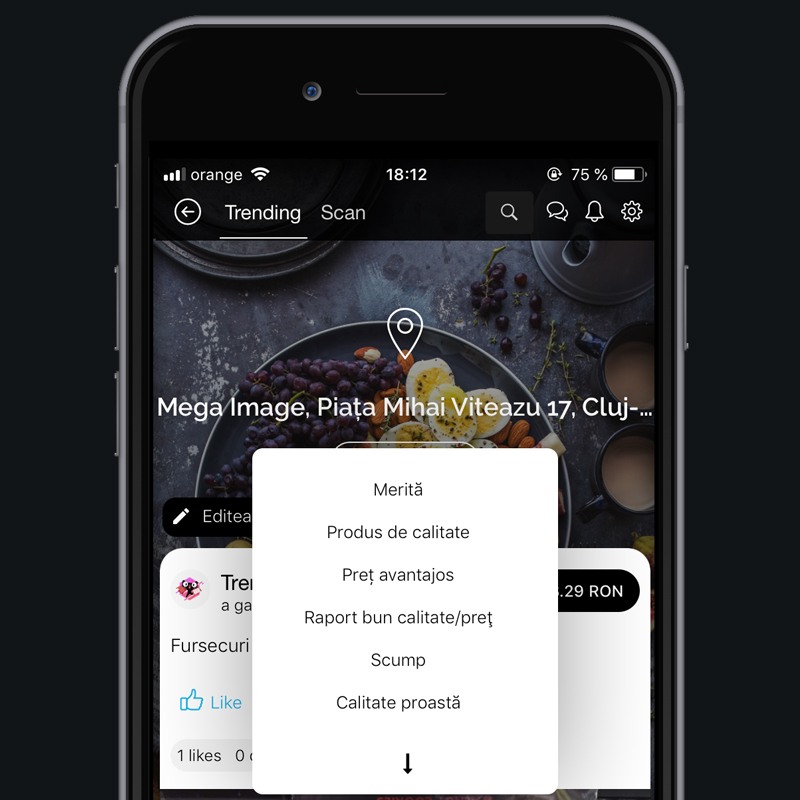 orange 18:12 75 %
Trending Scan
Mega Image, Piața Mihai Viteazu 17, Cluj-...
Merită
Produs de calitate
Preț avantajos
Raport bun calitate/preţ
Scump
Calitate proastă
Editea
Tre
a ga
.29 RON
Fursecuri
Like
1 likes 0